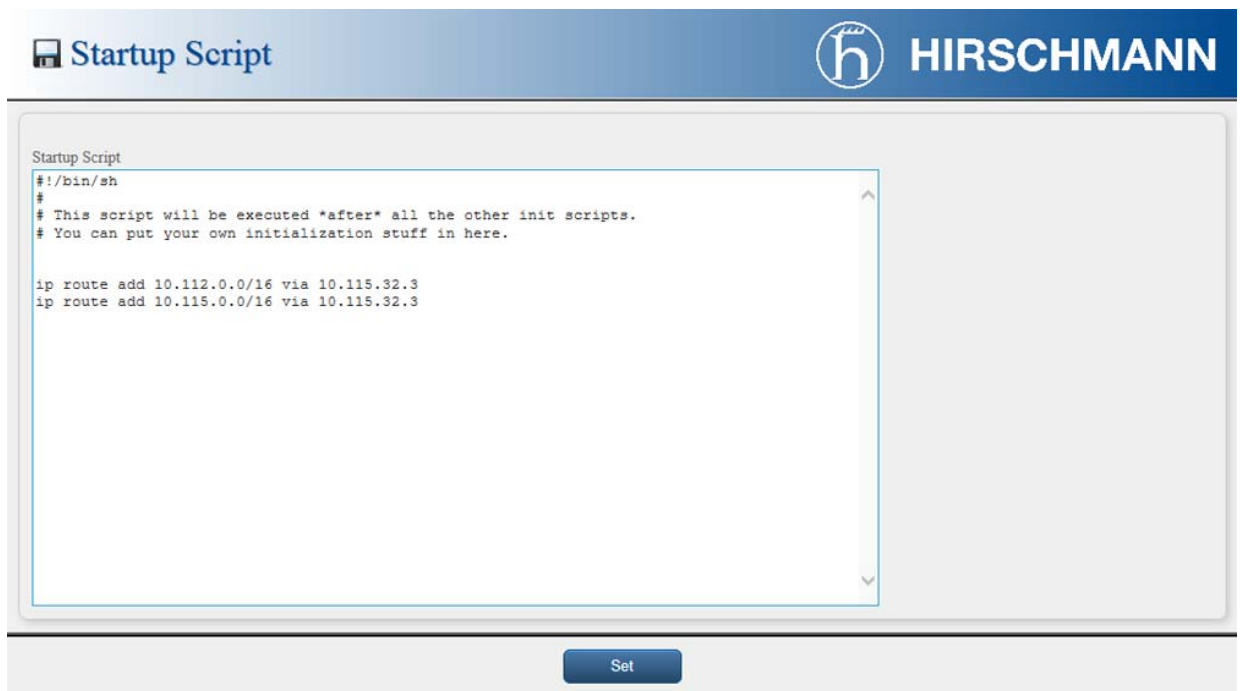 Startup Script
HIRSCHMANN
Startup Script
#!/bin/sh
#
# This script will be executed *after* all the other init scripts.
# You can put your own initialization stuff in here.
ip route add 10.112.0.0/16 via 10.115.32.3
ip route add 10.115.0.0/16 via 10.115.32.3
Set